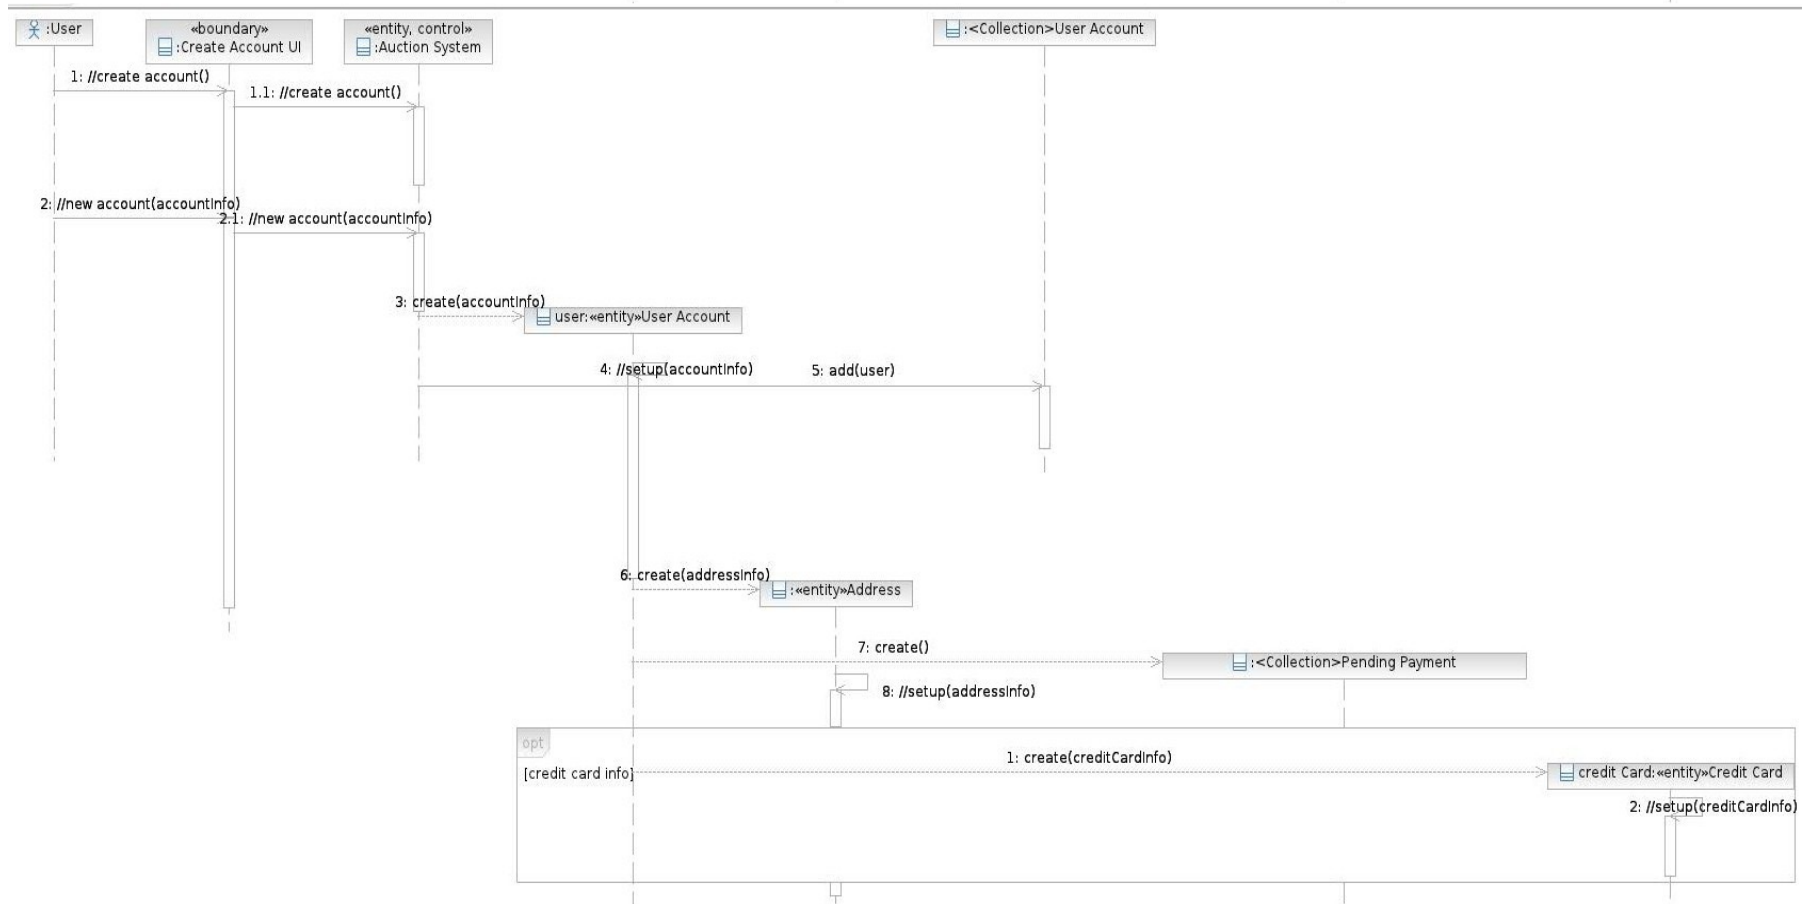 :User
«boundary»
:Create Account UI
«entity, control»
:Auction System
:<Collection>User Account
1: //create account()
1.1: //create account()
2: //new account(accountInfo)
2.1: //new account(accountInfo)
3: create(accountInfo)
user:«entity»User Account
4: //setup(accountInfo)
5: add(user)
6: create(addressInfo)
:«entity»Address
7: create()
:<Collection>Pending Payment
8: //setup(addressInfo)
opt
1: create(creditCardInfo)
[credit card info]
credit Card:«entity»Credit Card
2: //setup(creditCardInfo)